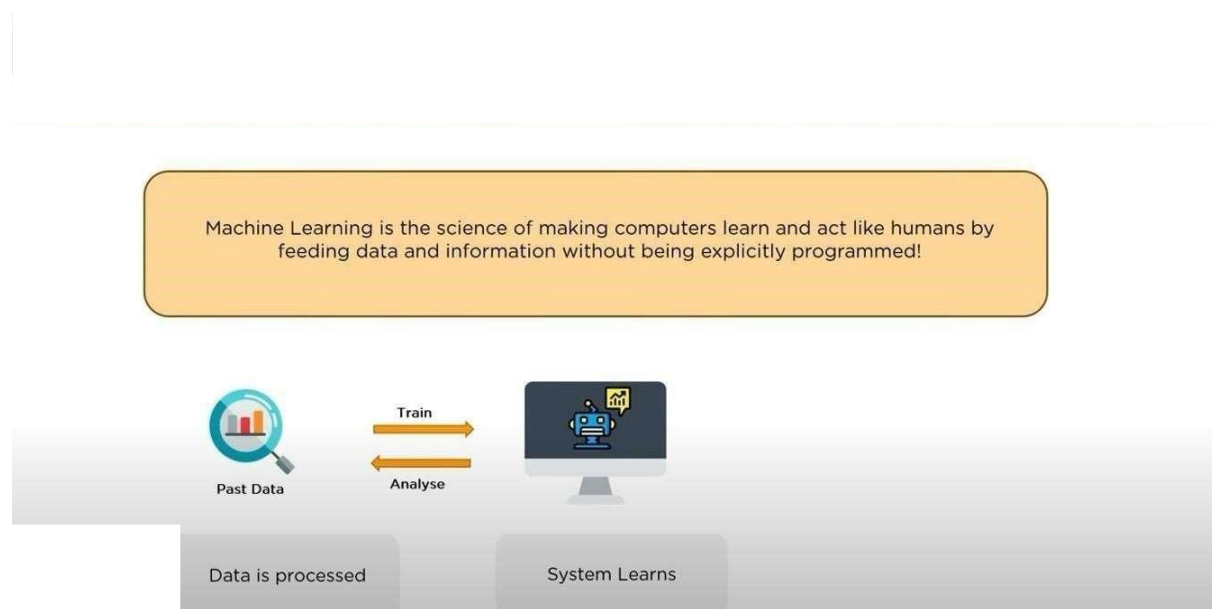 Machine Learning is the science of making computers learn and act like humans by
feeding data and information without being explicitly programmed!
Train
Analyse
Past Data
Data is processed
System Learns